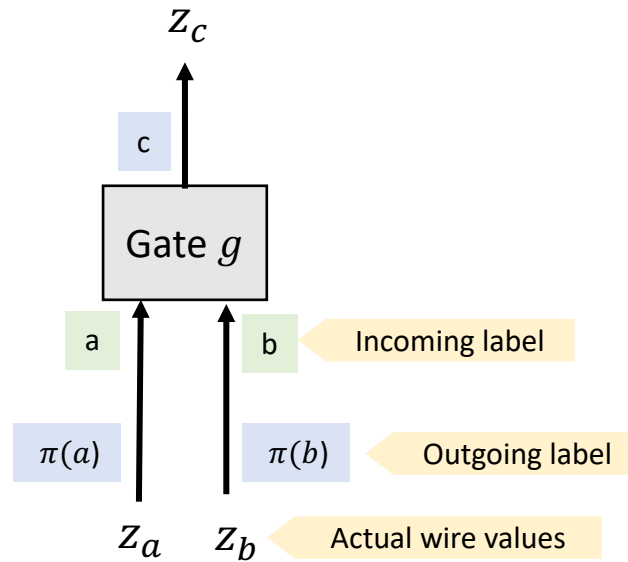 z_c
c
Gate g
a
b
Incoming label
π(a)
π(b)
Outgoing label
z_a
z_b
Actual wire values